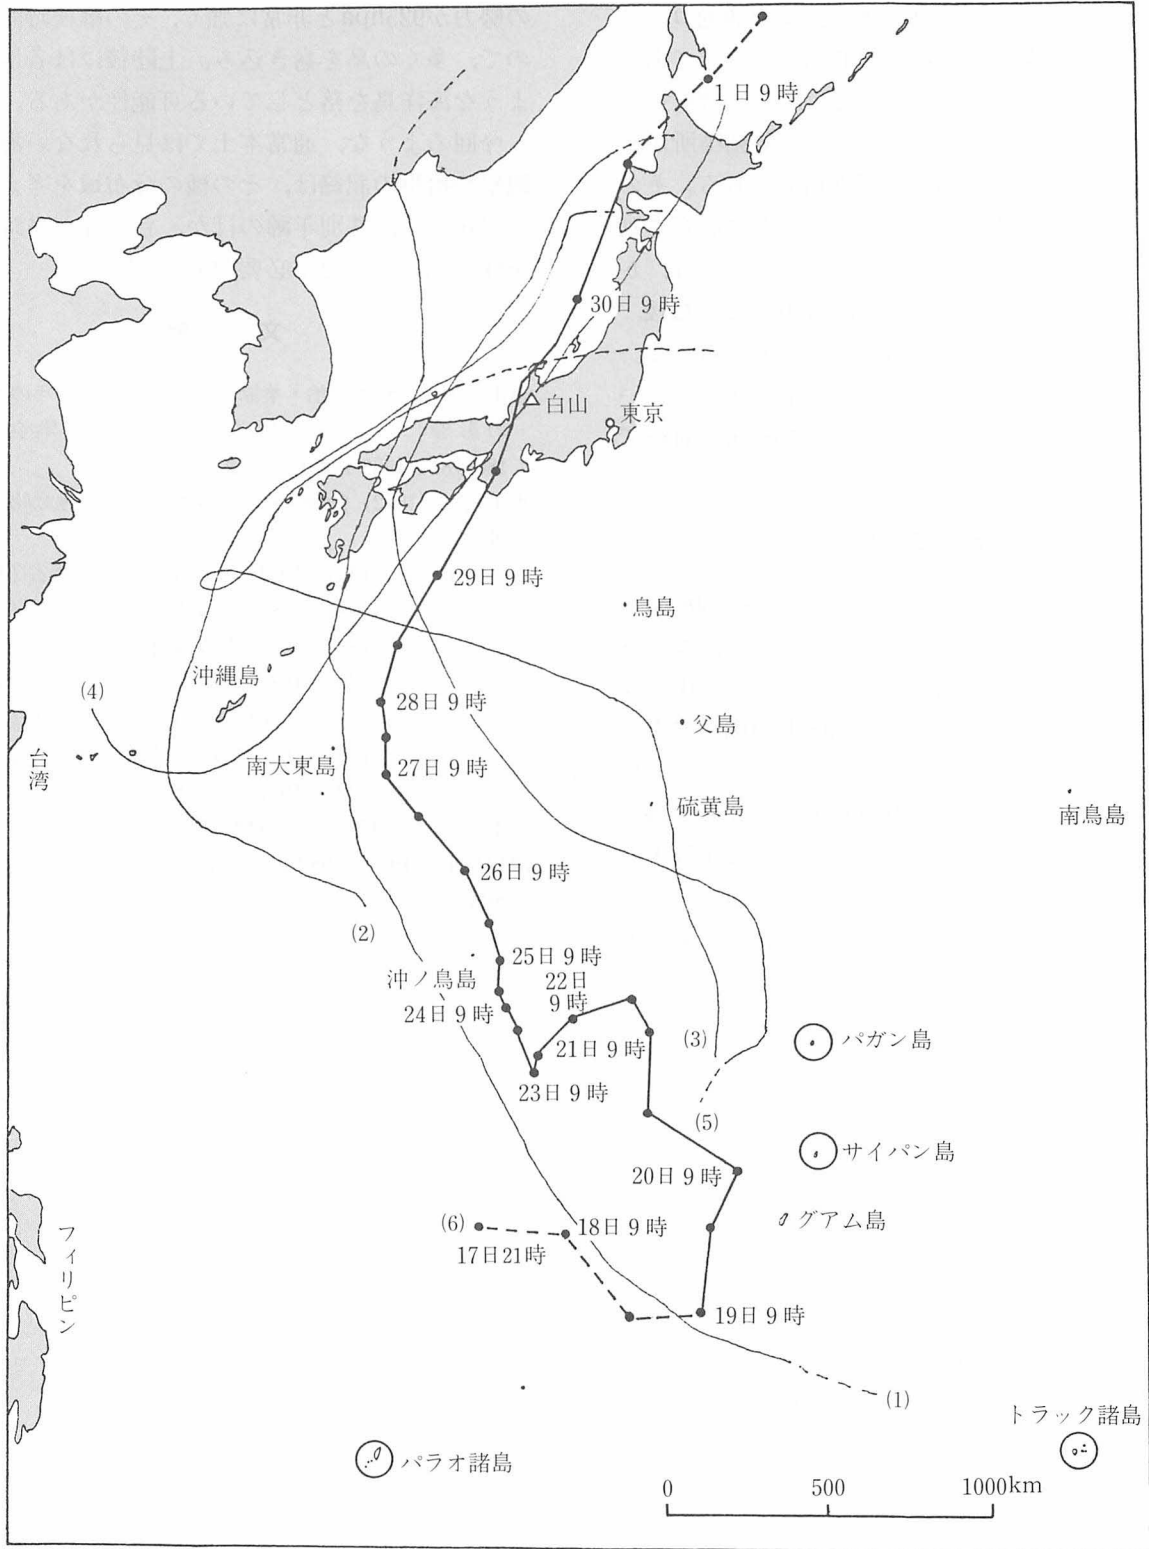 1日9時
30日9時
白山
東京
29日9時
鳥島
(4)
沖縄島
28日9時
父島
台湾
南大東島
27日9時
硫黄島
南鳥島
26日9時
(2)
25日9時
沖ノ鳥島
22日
9時
24日9時
(3)
21日9時
パガン島
23日9時
(5)
サイパン島
20日9時
(6)
18日9時
グアム島
17日21時
フィリピン
19日9時
(1)
トラック諸島
パラオ諸島
0 500 1000km